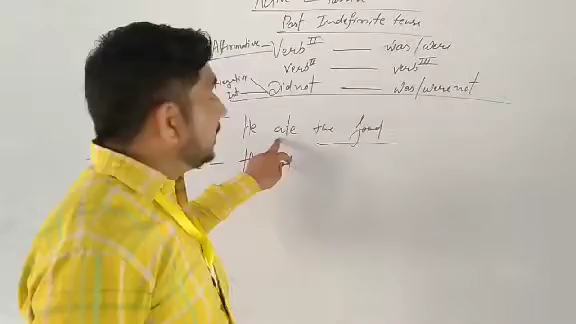 Past Indefinite tense
Affirmative – Verb II — was/were
verb II — verb III
Negative
Int. Did not — was/were not
He ate the food